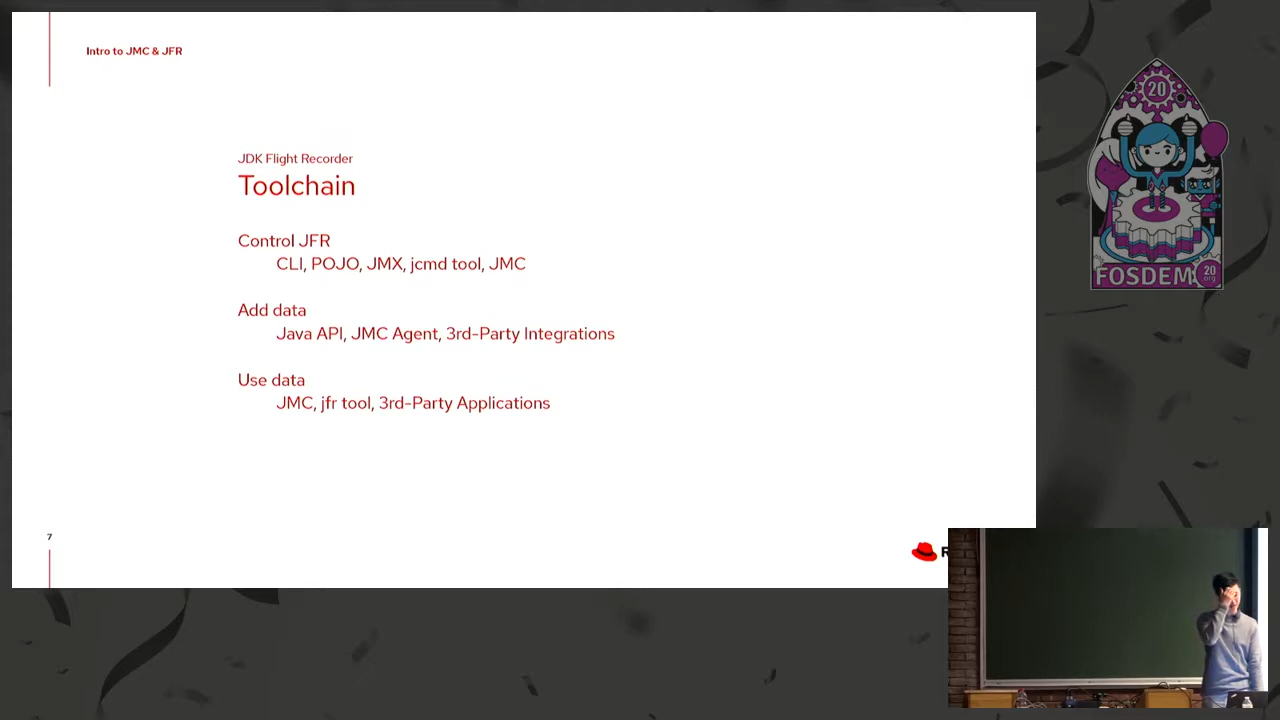 Intro to JMC & JFR
JDK Flight Recorder
Toolchain
Control JFR
CLI, POJO, JMX, jcmd tool, JMC
Add data
Java API, JMC Agent, 3rd-Party Integrations
Use data
JMC, jfr tool, 3rd-Party Applications
7
20
FOSDEM
20
org